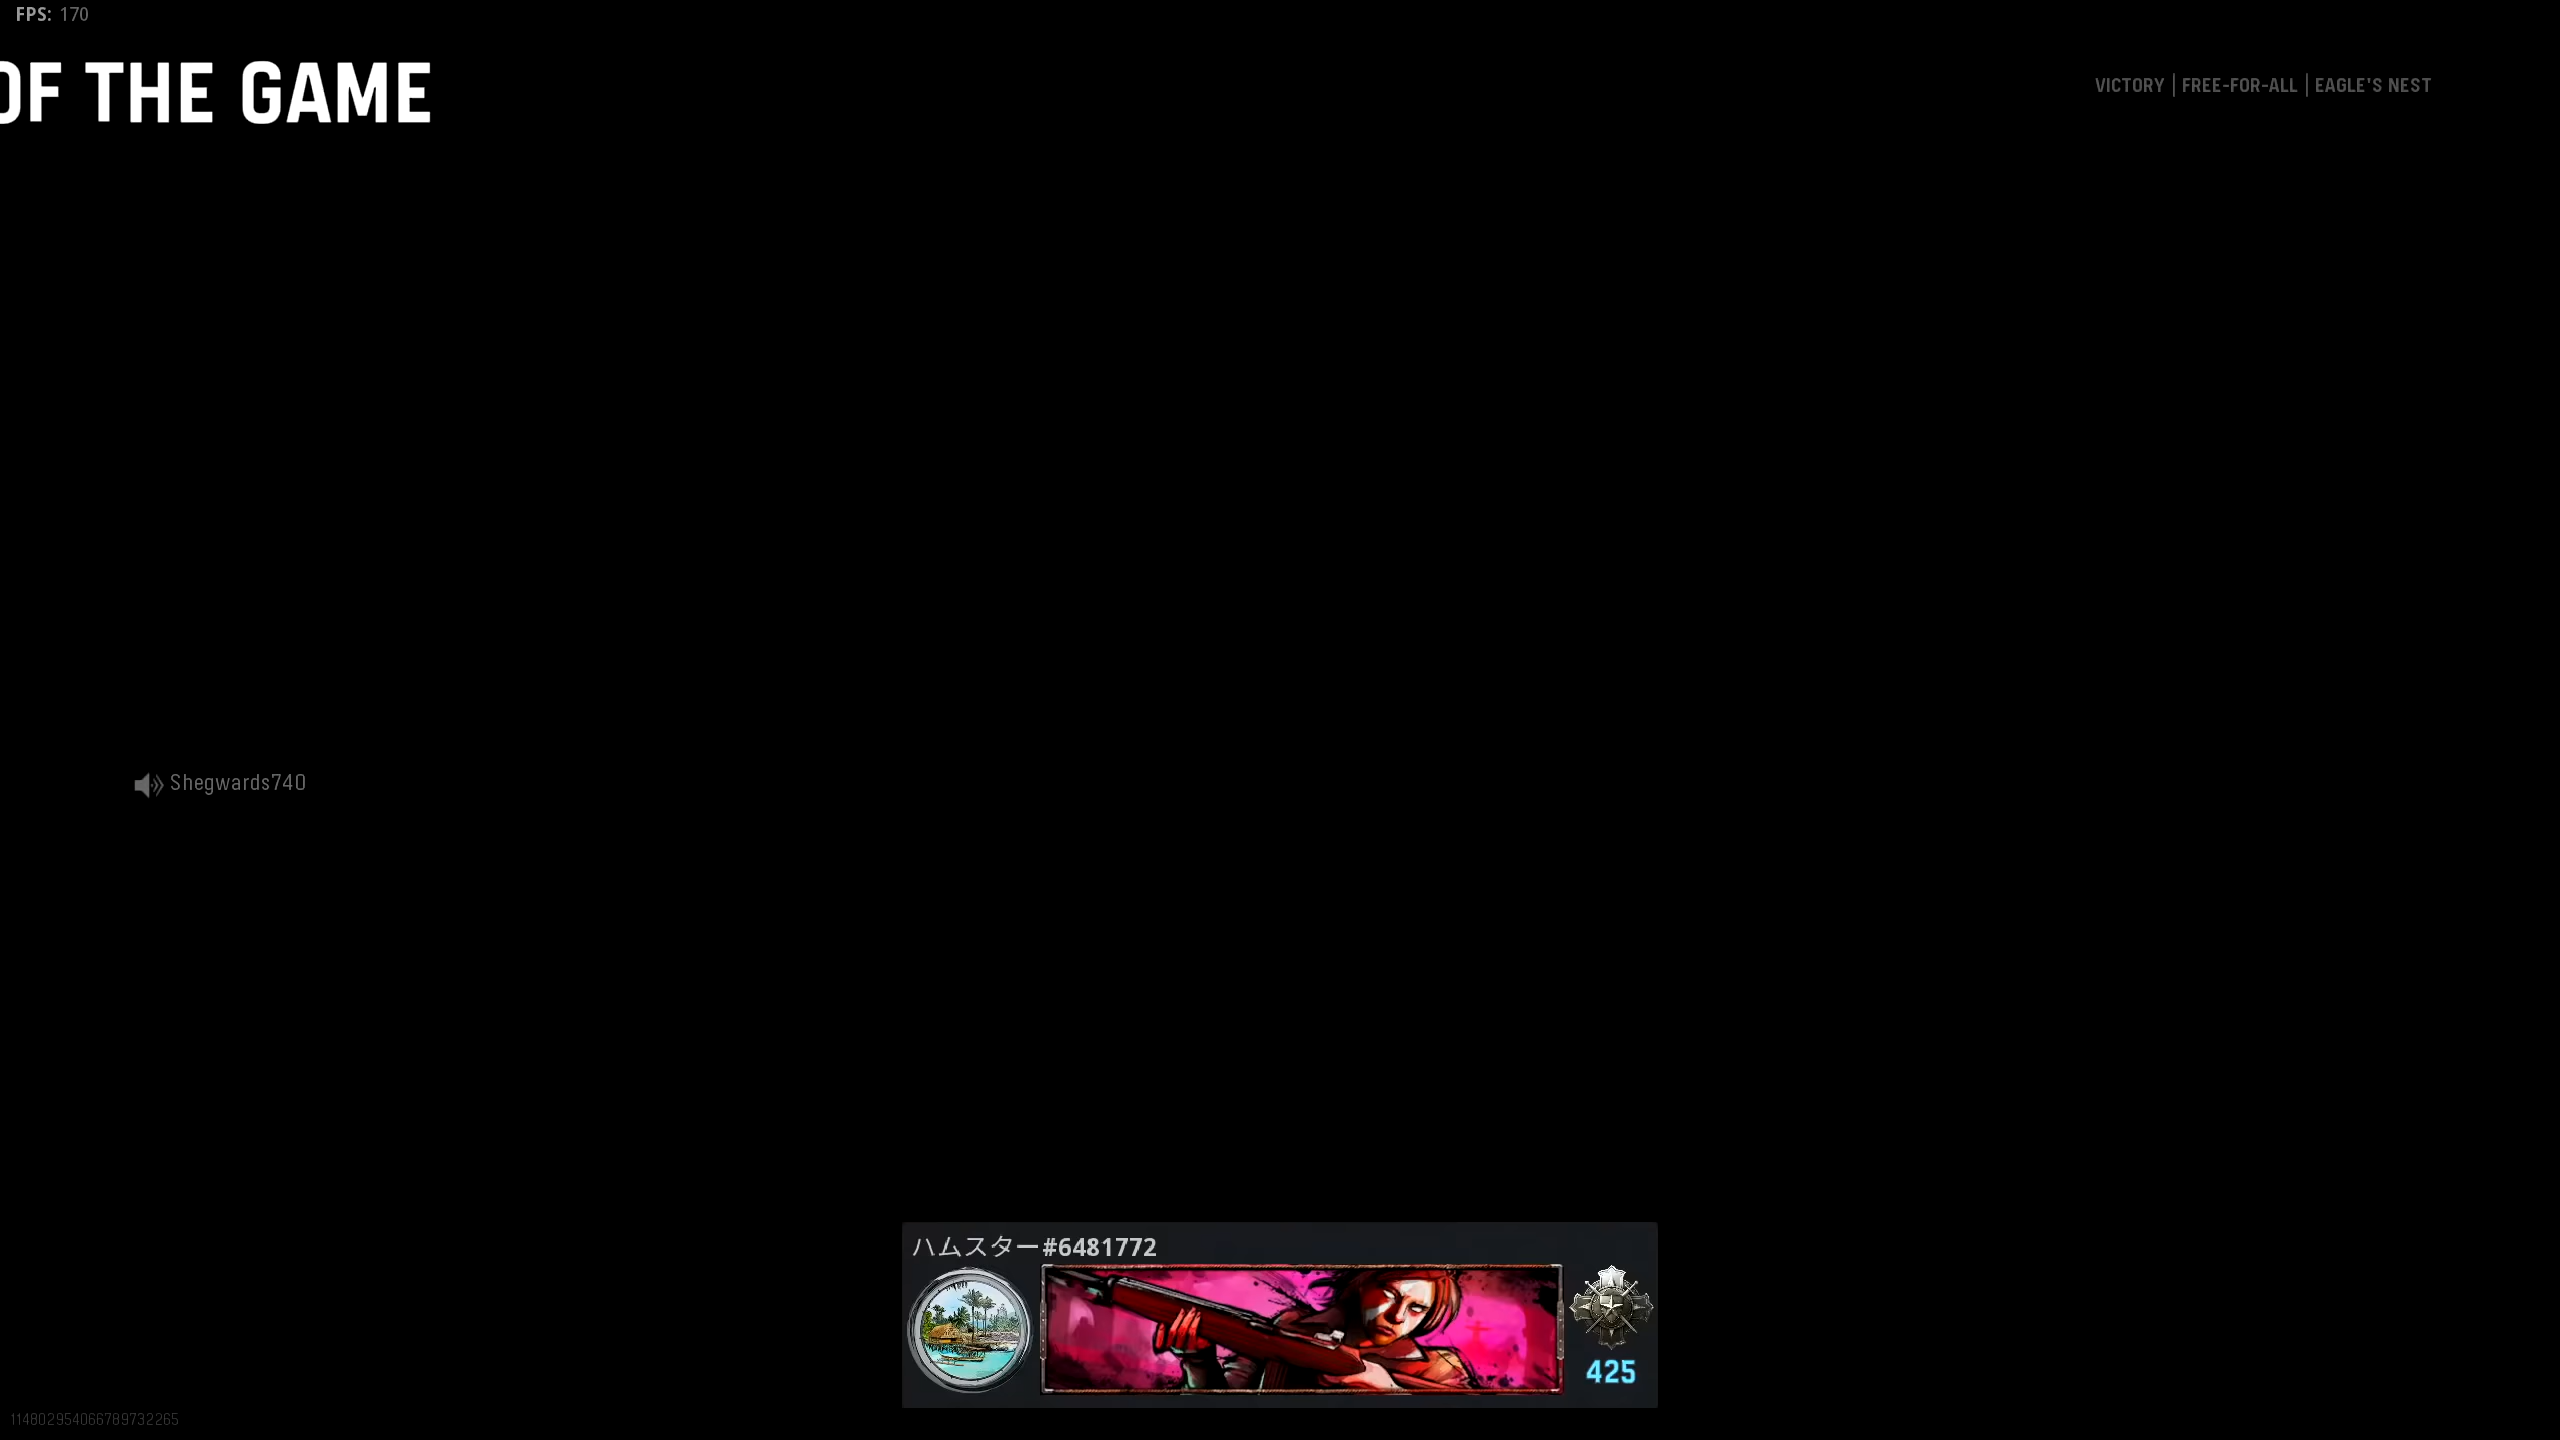 FPS: 170
OF THE GAME
VICTORY | FREE-FOR-ALL | EAGLE'S NEST
Shegwards740
ハムスター#6481772
425
11480295406678973​2265